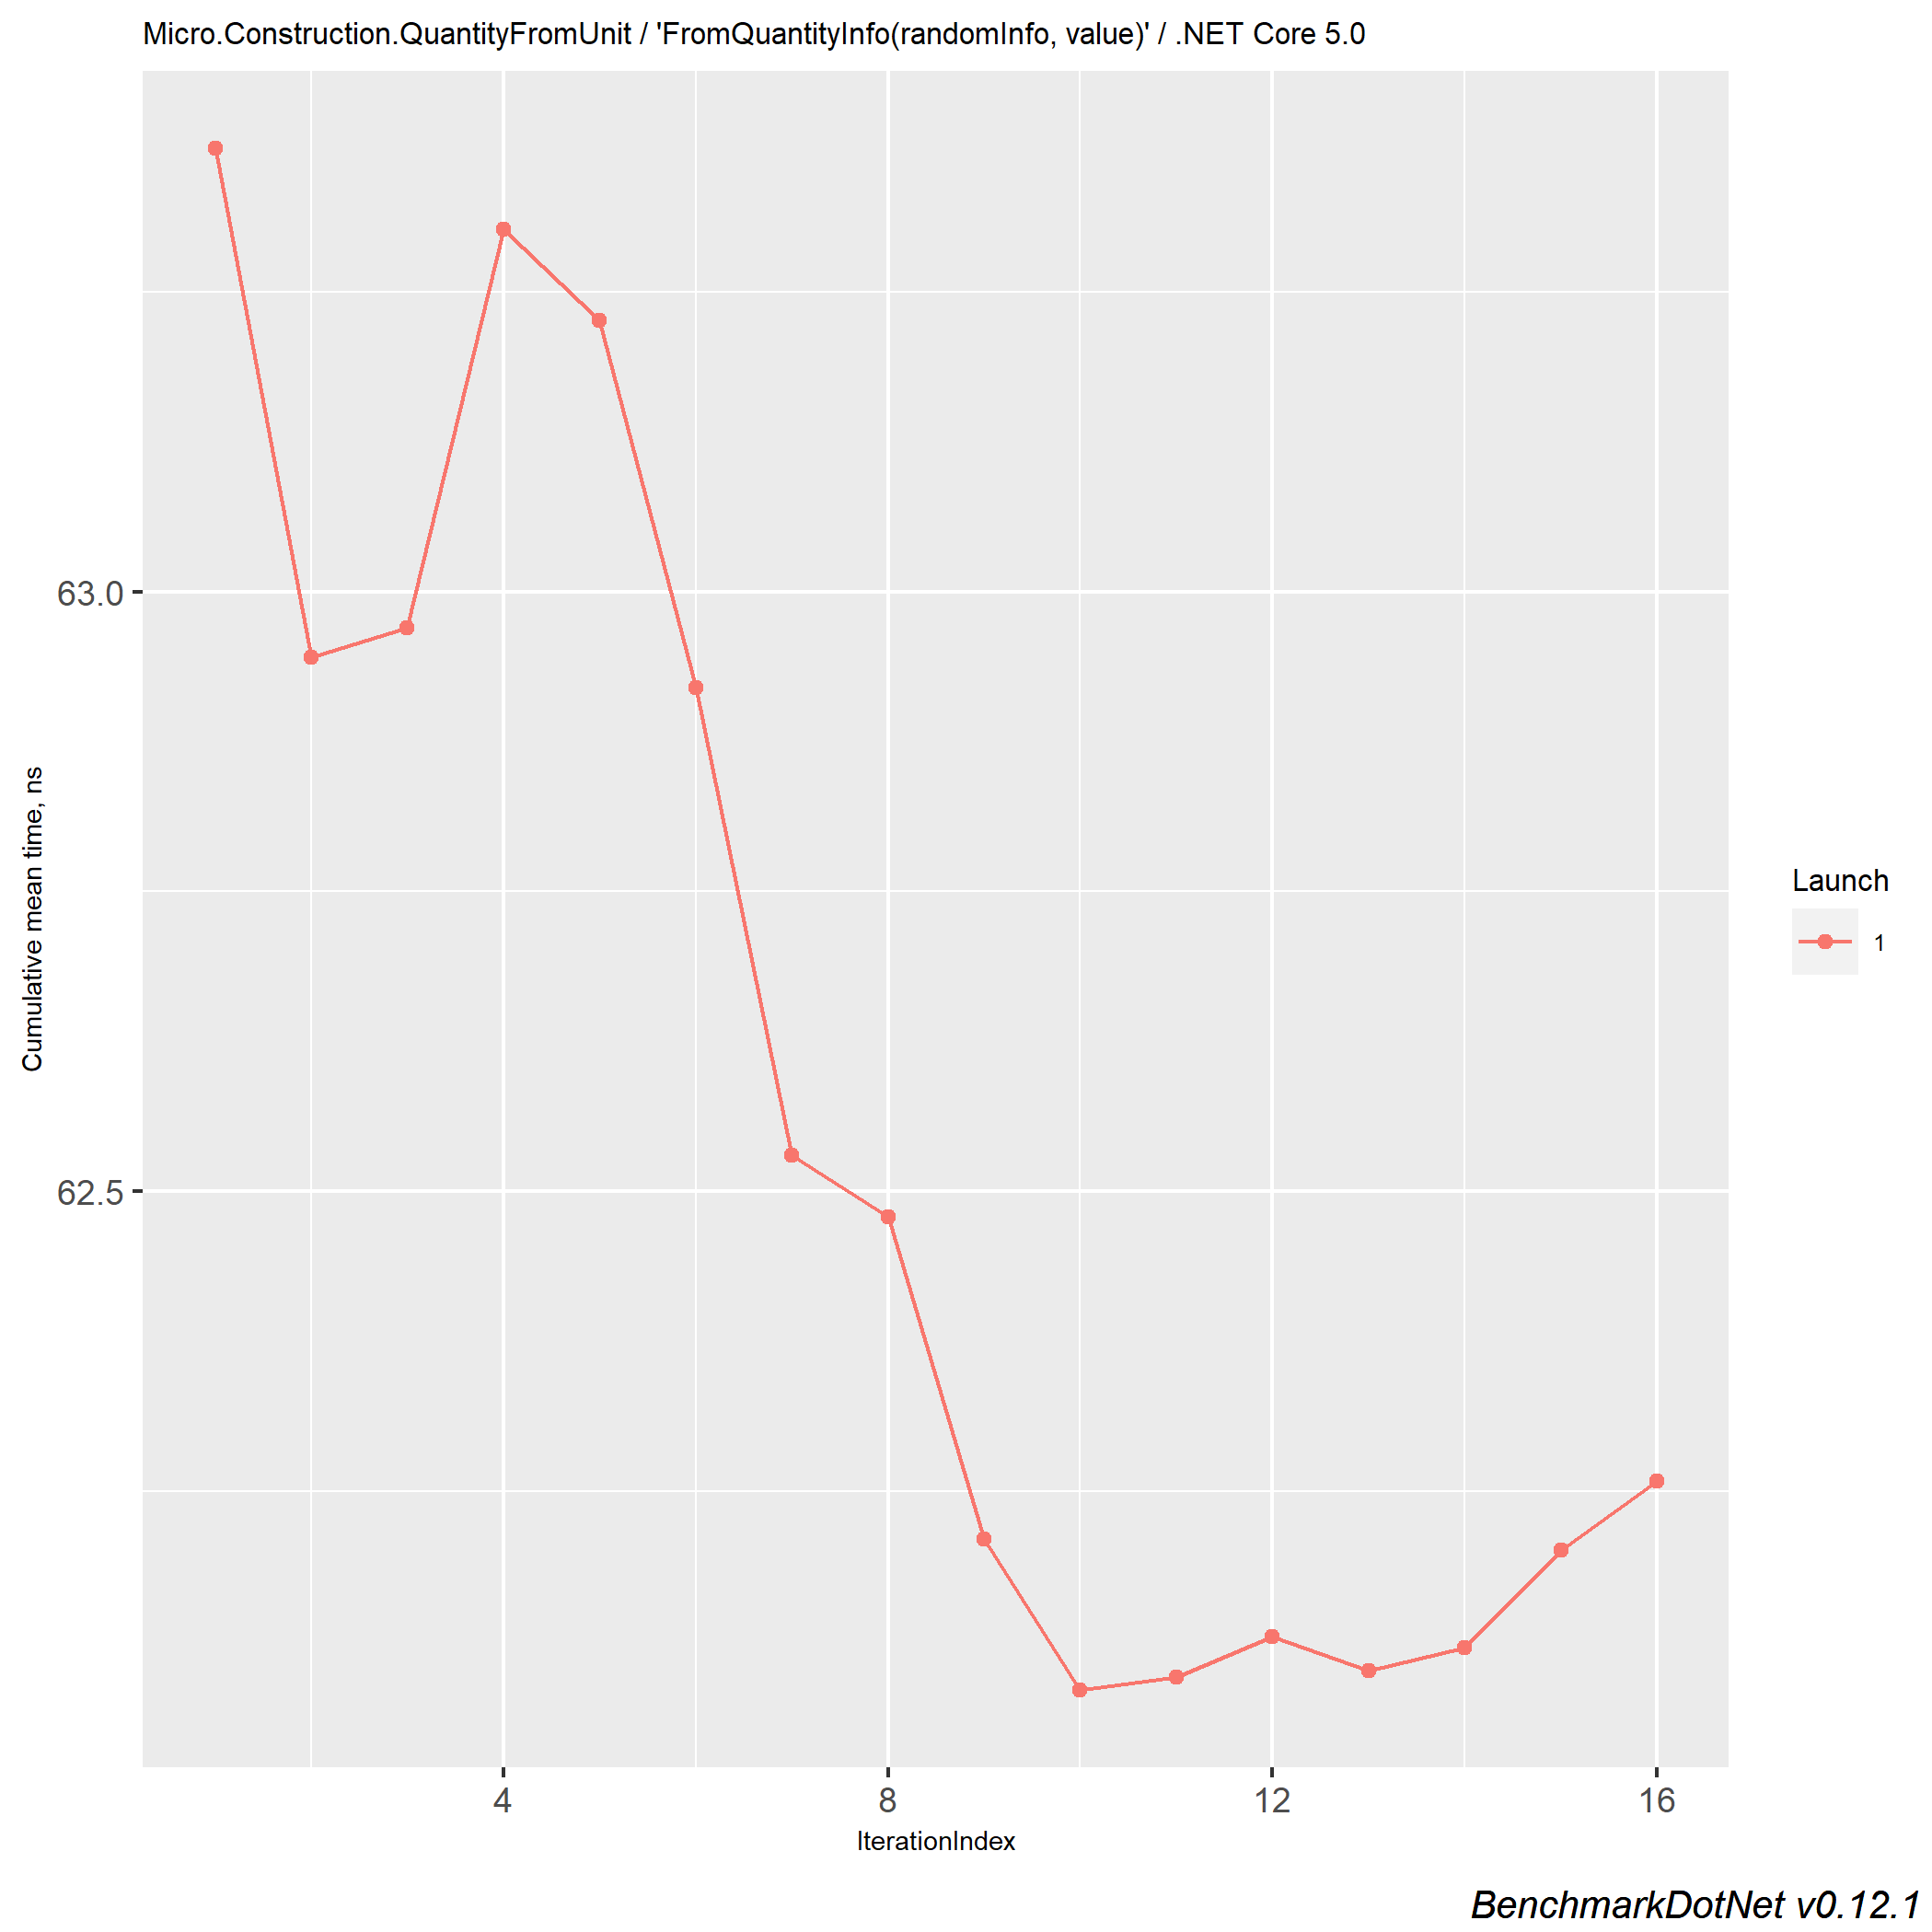 Micro.Construction.QuantityFromUnit / 'FromQuantityInfo(randomInfo, value)' / .NET Core 5.0
Cumulative mean time, ns
63.0
62.5
4 8 12 16
IterationIndex
Launch
1
BenchmarkDotNet v0.12.1